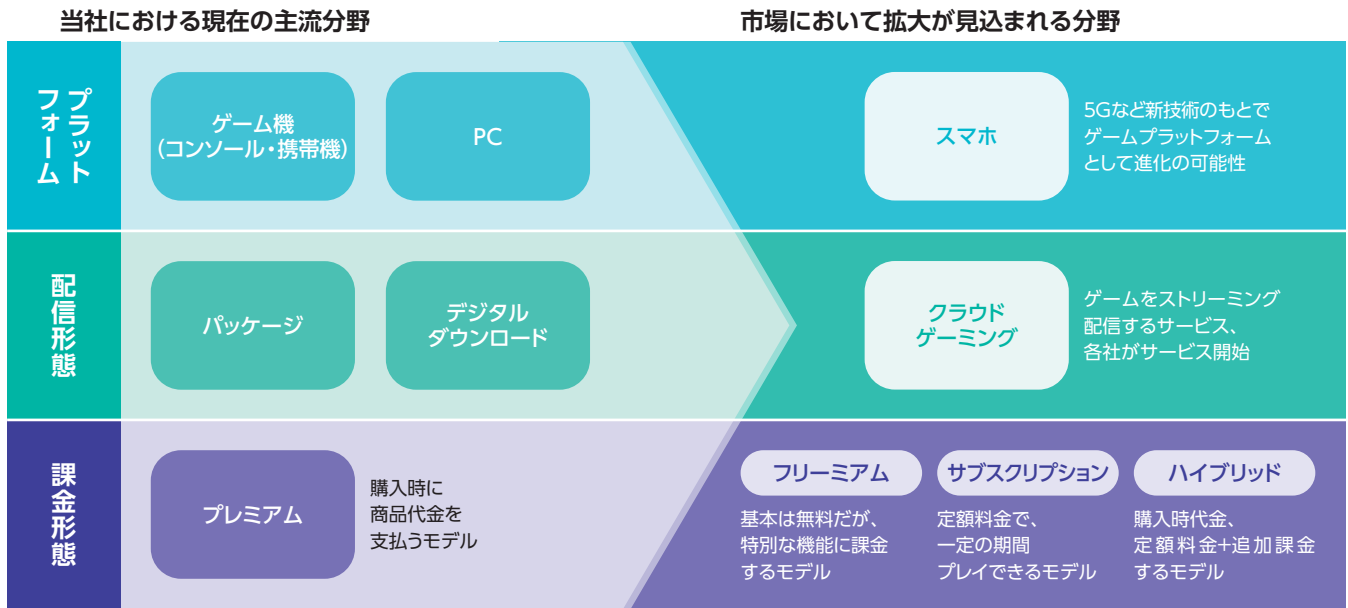 当社における現在の主流分野
市場において拡大が見込まれる分野
プラット
フォーム
ゲーム機
(コンソール・携帯機)
PC
スマホ
5Gなど新技術のもとで
ゲームプラットフォーム
として進化の可能性
配信形態
パッケージ
デジタル
ダウンロード
クラウド
ゲーミング
ゲームをストリーミング
配信するサービス、
各社がサービス開始
課金形態
プレミアム
購入時に
商品代金を
支払うモデル
フリーミアム
基本は無料だが、
特別な機能に課金
するモデル
サブスクリプション
定額料金で、
一定の期間
プレイできるモデル
ハイブリッド
購入時代金、
定額料金+追加課金
するモデル